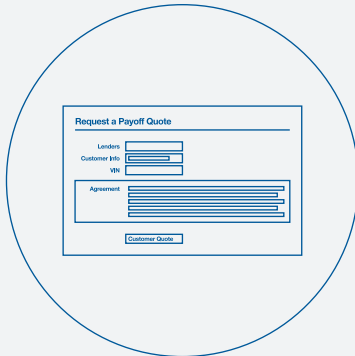 Request a Payoff Quote
Lenders
Customer Info
VIN
Agreement
Customer Quote